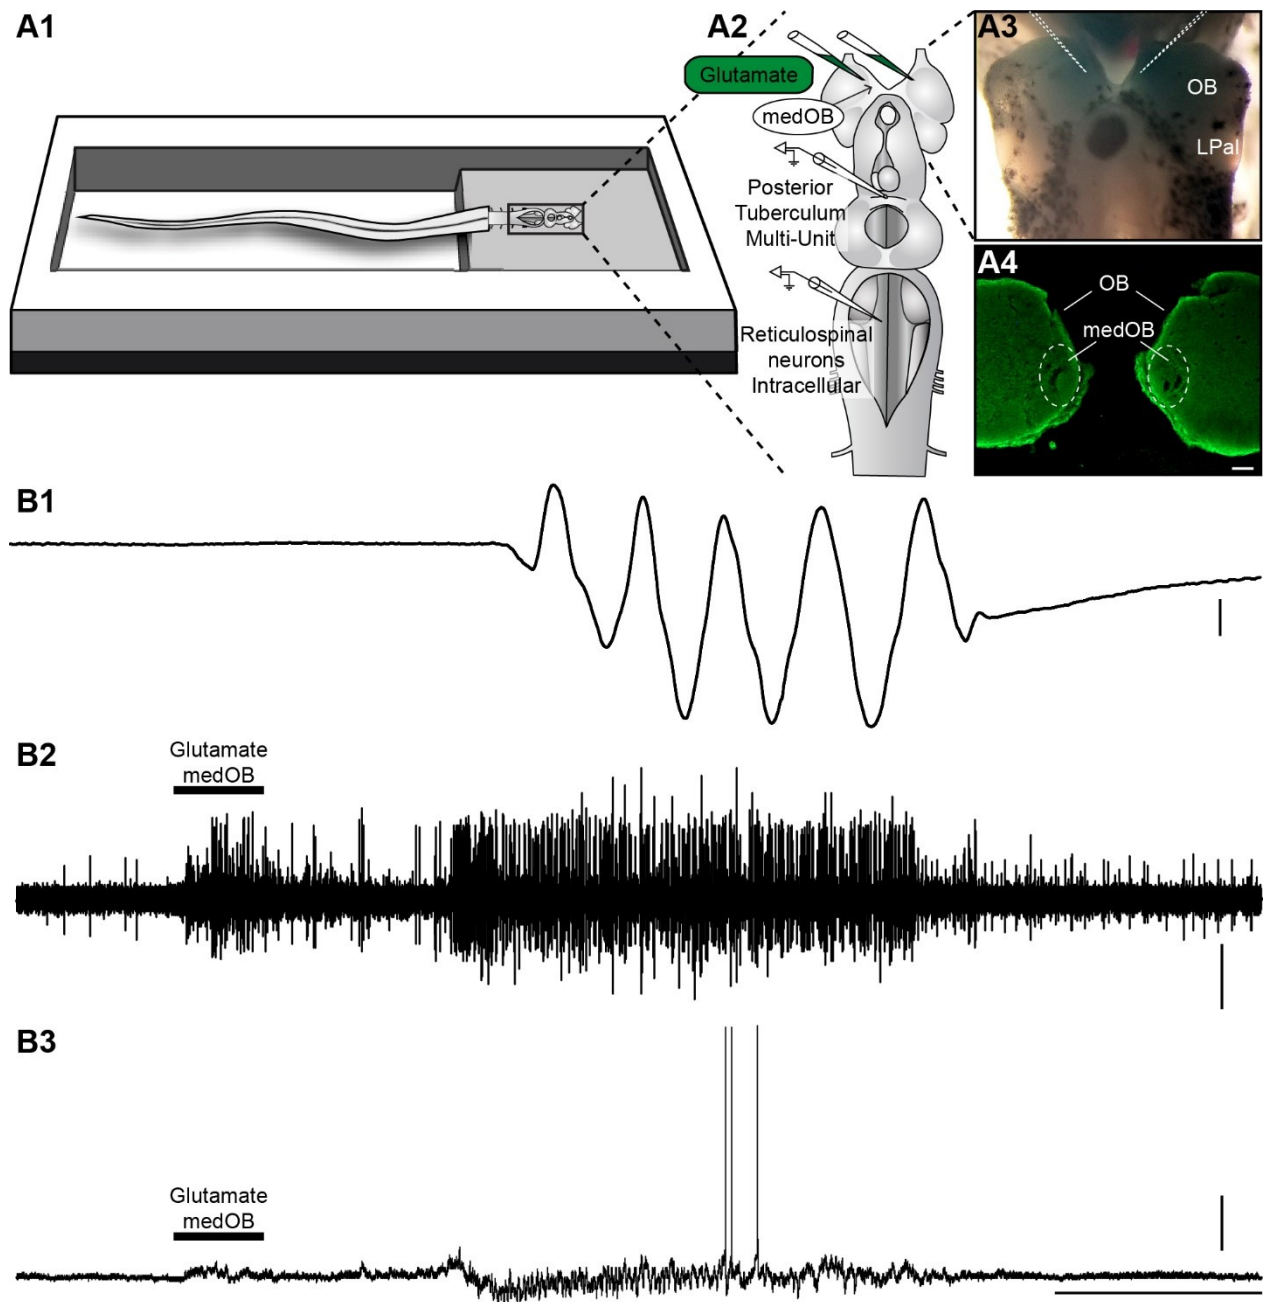 A1
A2
A3
Glutamate
medOB
OB
LPal
Posterior
Tuberculum
Multi-Unit
A4
OB
medOB
Reticulospinal
neurons
Intracellular
B1
B2
Glutamate
medOB
B3
Glutamate
medOB